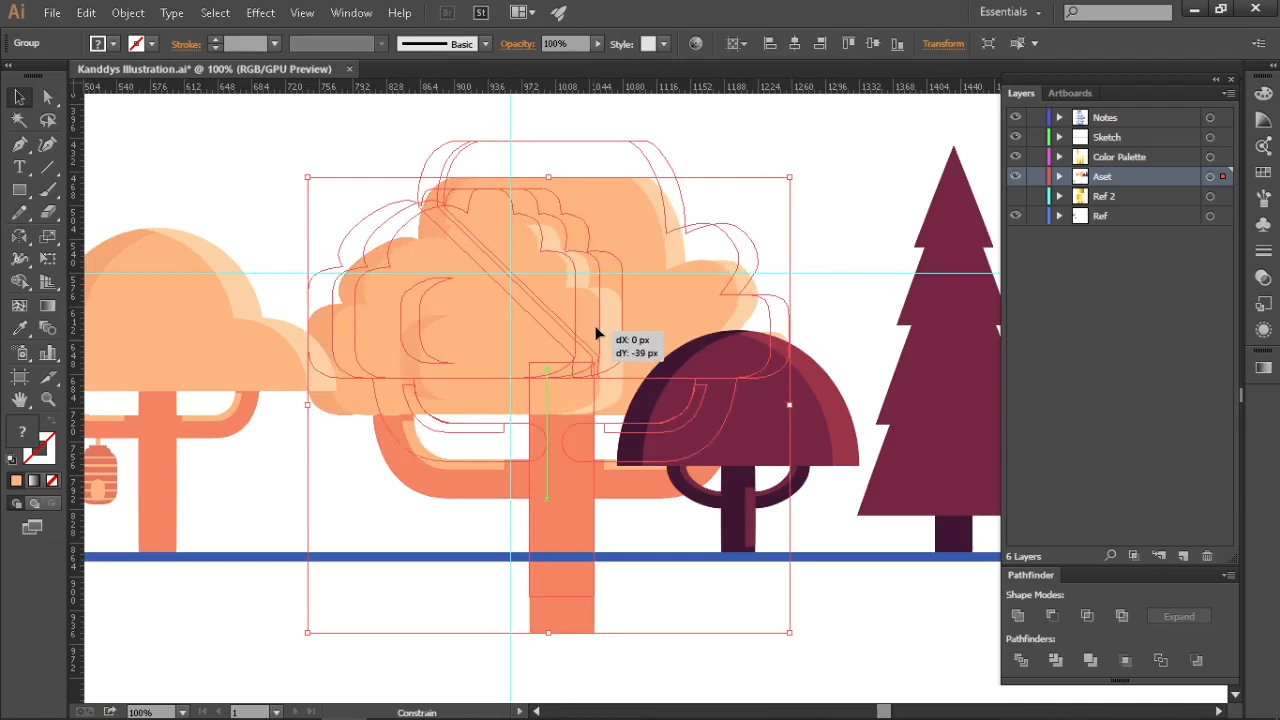 Ai File Edit Object Type Select Effect View Window Help Br St Essentials
Group Stroke: Basic Opacity: 100% Style: Transform
Kanddys Illustration.ai* @ 100% (RGB/GPU Preview) ×
504 540 576 612 648 684 720 756 792 828 864 900 936 972 1008 1044 1080 1116 1152 1188 1224 1260 1296 1332 1368 1404 1440
Layers Artboards
Notes
Sketch
Color Palette
Aset
Ref 2
Ref
dX: 0 px
dY: -39 px
?
6 Layers
Pathfinder
Shape Modes:
Expand
Pathfinders:
100% 1 Constrain